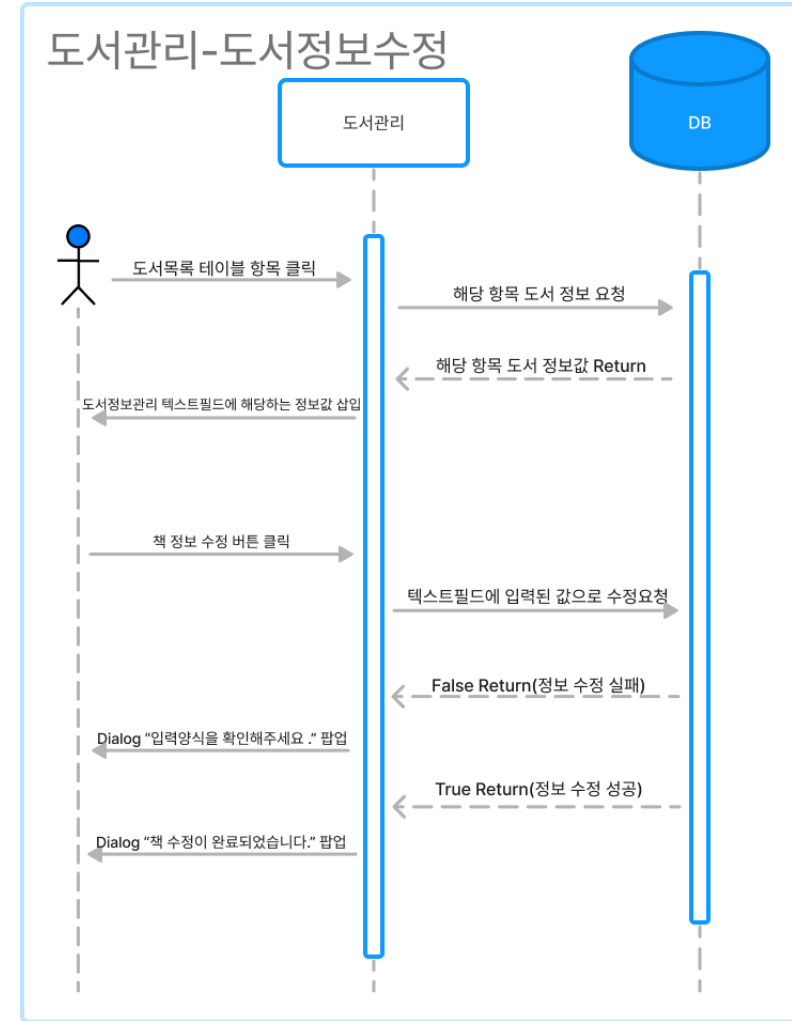 도서관리-도서정보수정
도서관리
DB
도서목록 테이블 항목 클릭
해당 항목 도서 정보 요청
해당 항목 도서 정보값 Return
도서정보관리 텍스트필드에 해당하는 정보값 삽입
책 정보 수정 버튼 클릭
텍스트필드에 입력된 값으로 수정요청
False Return(정보 수정 실패)
Dialog “입력양식을 확인해주세요 .” 팝업
True Return(정보 수정 성공)
Dialog “책 수정이 완료되었습니다.” 팝업